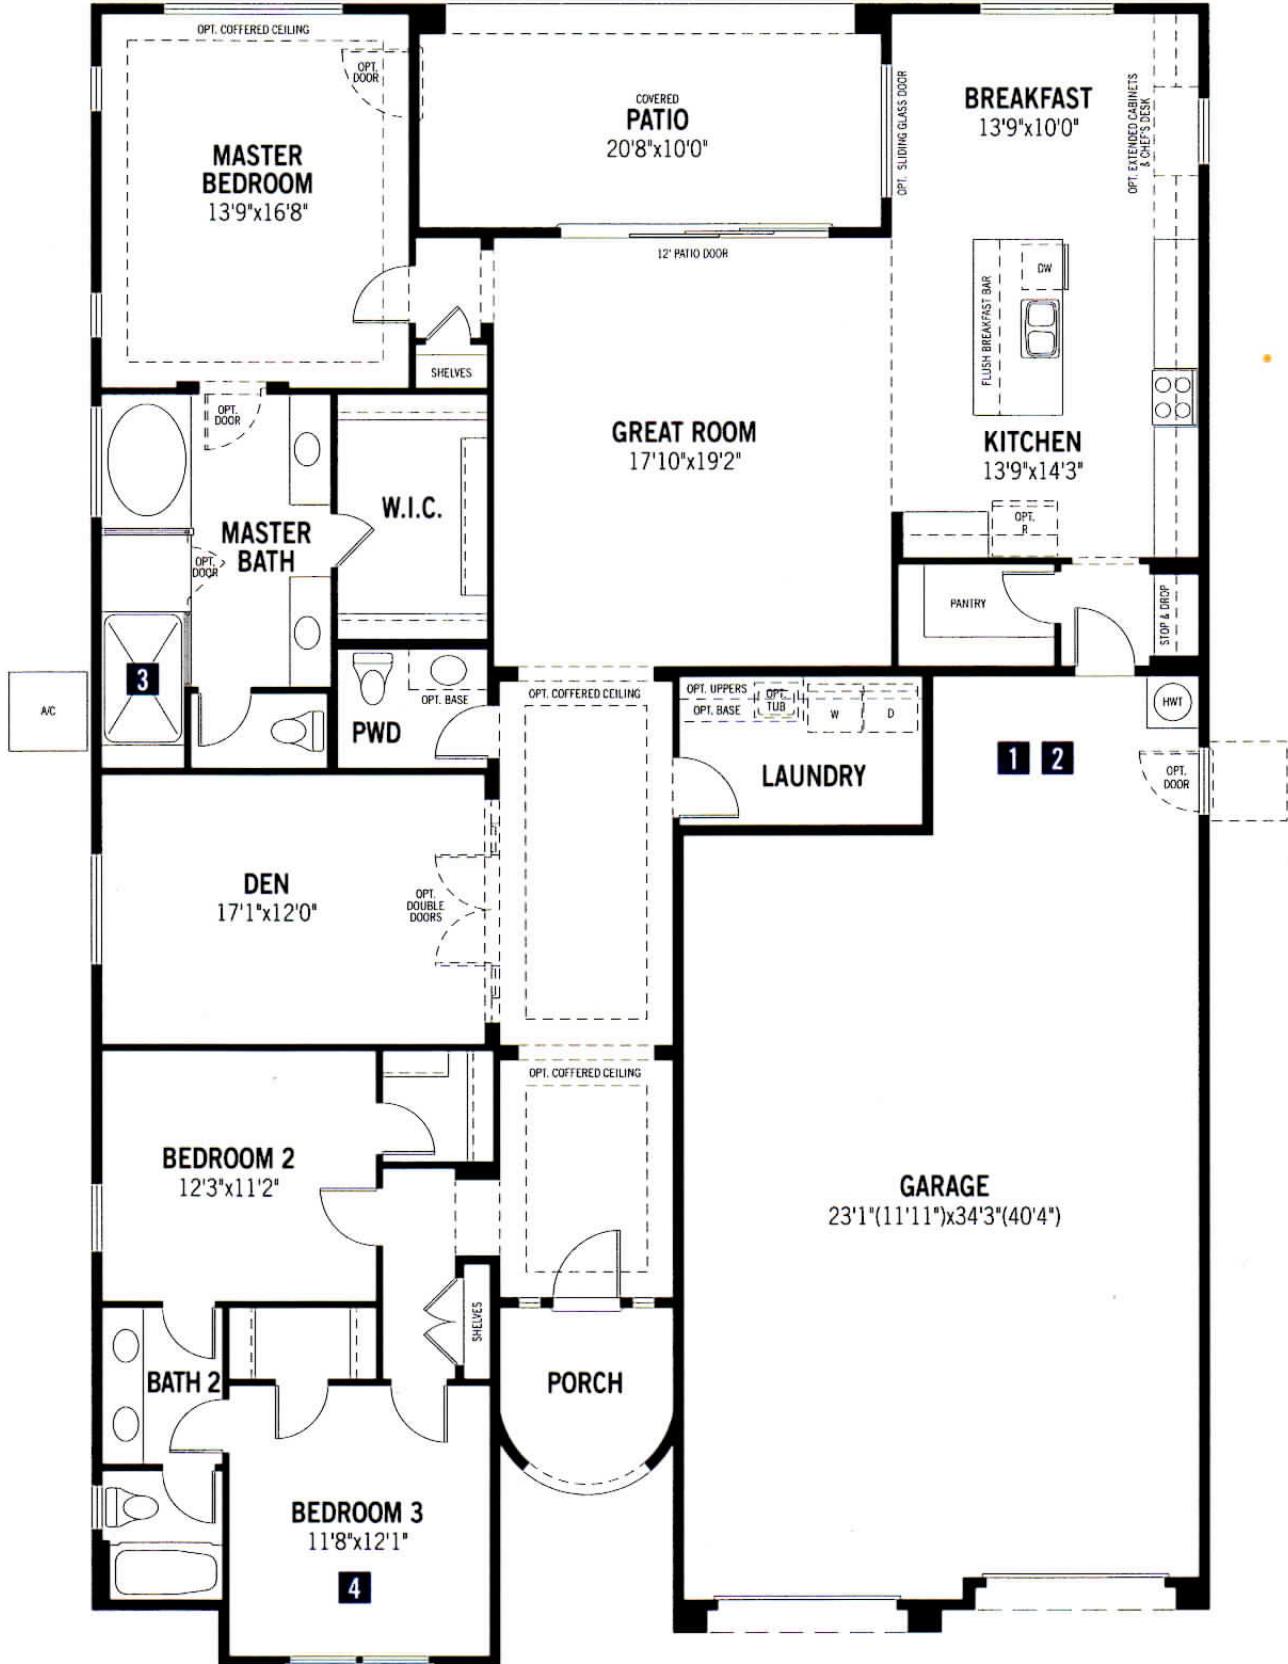 OPT. COFFERED CEILING
OPT.
DOOR
MASTER
BEDROOM
13'9"x16'8"
COVERED
PATIO
20'8"x10'0"
OPT. SLIDING GLASS DOOR
BREAKFAST
13'9"x10'0"
OPT. EXTENDED CABINETS
& CHEF'S DESK
12' PATIO DOOR
DW
FLUSH BREAKFAST BAR
SHELVES
OPT.
DOOR
GREAT ROOM
17'10"x19'2"
KITCHEN
13'9"x14'3"
W.I.C.
MASTER
BATH
OPT.
DOOR
OPT.
R
PANTRY
STOP & DROP
3
A/C
OPT. BASE
PWD
OPT. COFFERED CEILING
OPT. UPPERS
OPT. BASE
OPT.
TUB
W
D
LAUNDRY
HWT
1 2
OPT.
DOOR
DEN
17'1"x12'0"
OPT.
DOUBLE
DOORS
OPT. COFFERED CEILING
BEDROOM 2
12'3"x11'2"
GARAGE
23'1"(11'11")x34'3"(40'4")
SHELVES
BATH 2
PORCH
BEDROOM 3
11'8"x12'1"
4